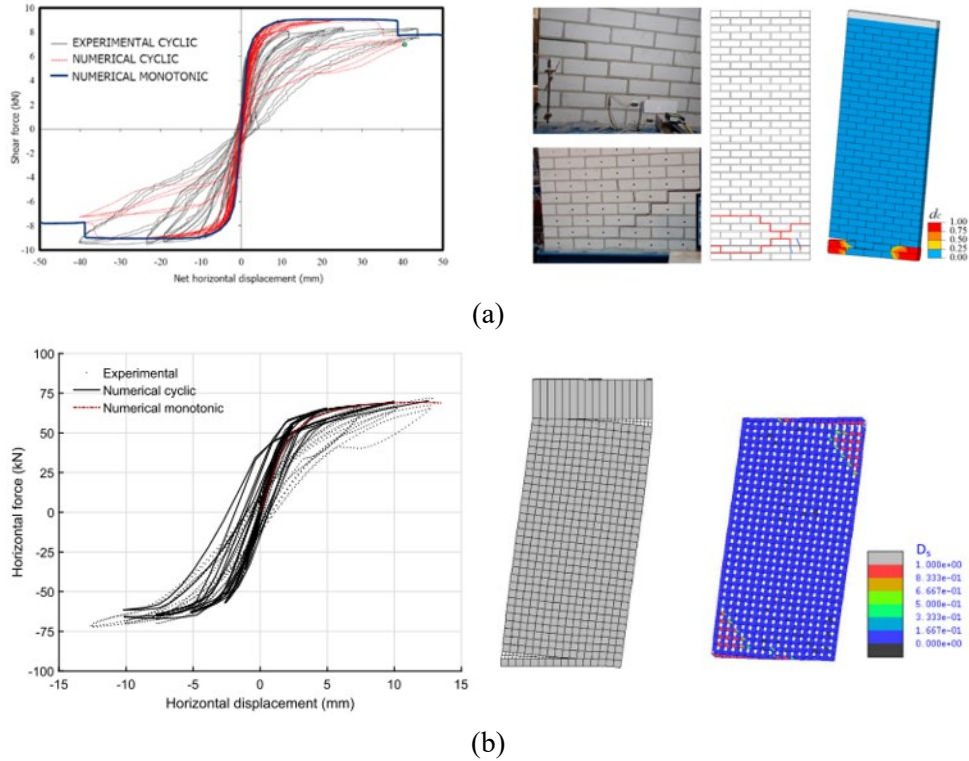 10
8
6
4
2
0
-2
-4
-6
-8
-10
Shear force (kN)
EXPERIMENTAL CYCLIC
NUMERICAL CYCLIC
NUMERICAL MONOTONIC
-50 -40 -30 -20 -10 0 10 20 30 40 50
Net horizontal displacement (mm)
dc
1.00
0.75
0.50
0.25
0.00
(a)
100
75
50
25
0
-25
-50
-75
-100
Horizontal force (kN)
Experimental
Numerical cyclic
Numerical monotonic
-15 -10 -5 0 5 10 15
Horizontal displacement (mm)
Ds
1.000e+00
8.333e-01
6.667e-01
5.000e-01
3.333e-01
1.667e-01
0.000e+00
(b)